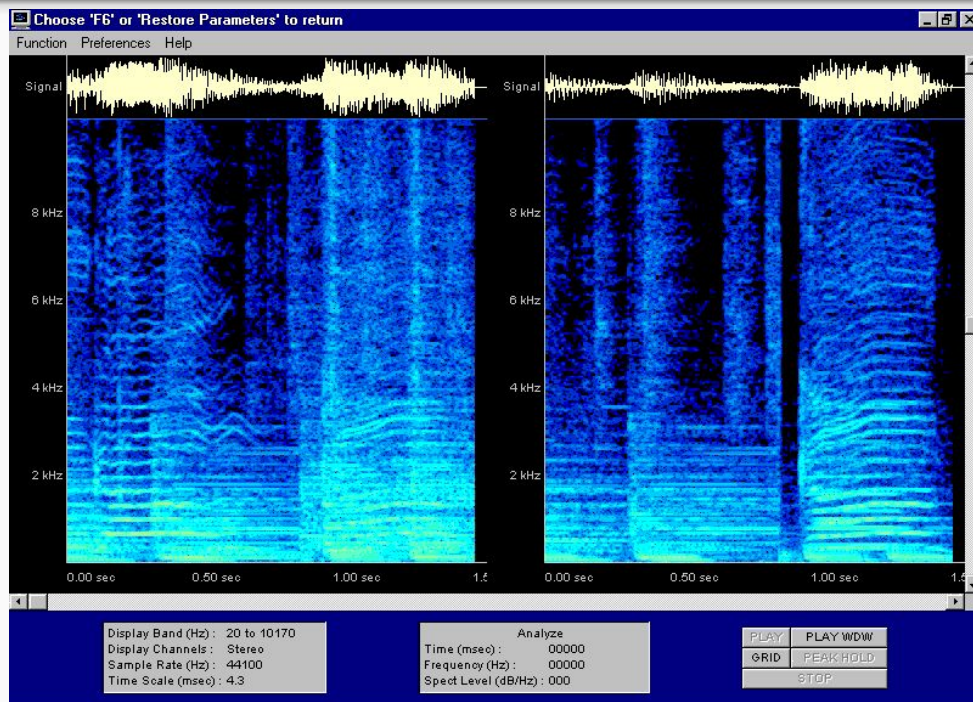 Choose 'F6' or 'Restore Parameters' to return
Function Preferences Help
Signal
8 kHz
6 kHz
4 kHz
2 kHz
0.00 sec 0.50 sec 1.00 sec 1.5
Signal
8 kHz
6 kHz
4 kHz
2 kHz
0.00 sec 0.50 sec 1.00 sec 1.5
Display Band (Hz) : 20 to 10170
Display Channels : Stereo
Sample Rate (Hz) : 44100
Time Scale (msec) : 4.3
Analyze
Time (msec) : 00000
Frequency (Hz) : 00000
Spect Level (dB/Hz) : 000
PLAY PLAY WDW
GRID PEAK HOLD
STOP